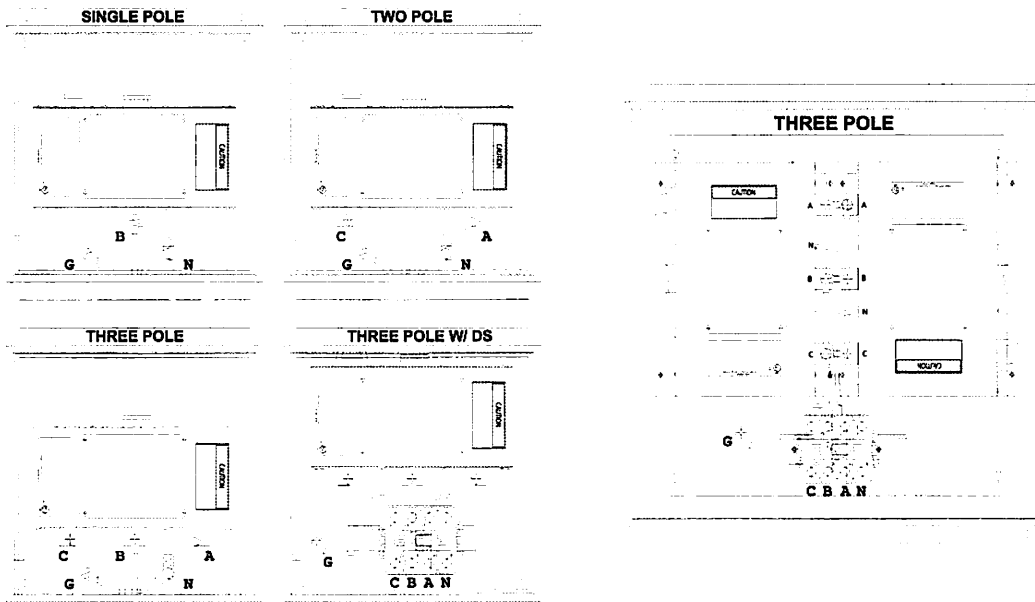 SINGLE POLE
CAUTION
B
G N
TWO POLE
CAUTION
C A
G N
THREE POLE
CAUTION
C B A
G N
THREE POLE W/ DS
CAUTION
G
C B A N
THREE POLE
CAUTION
A A
N
B B
N
C C
CAUTION
G
C B A N